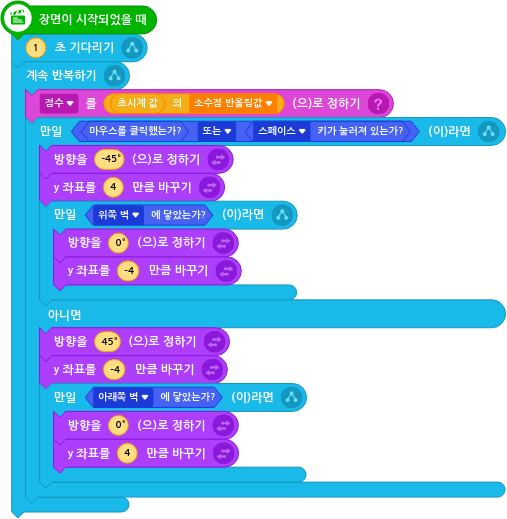 장면이 시작되었을 때
1 초 기다리기
계속 반복하기
점수 를 초시계 값 의 소수점 반올림값 (으)로 정하기 ?
만일 마우스를 클릭했는가? 또는 스페이스 키가 눌러져 있는가? (이)라면
방향을 -45° (으)로 정하기
y 좌표를 4 만큼 바꾸기
만일 위쪽 벽 에 닿았는가? (이)라면
방향을 0° (으)로 정하기
y 좌표를 -4 만큼 바꾸기
아니면
방향을 45° (으)로 정하기
y 좌표를 -4 만큼 바꾸기
만일 아래쪽 벽 에 닿았는가? (이)라면
방향을 0° (으)로 정하기
y 좌표를 4 만큼 바꾸기